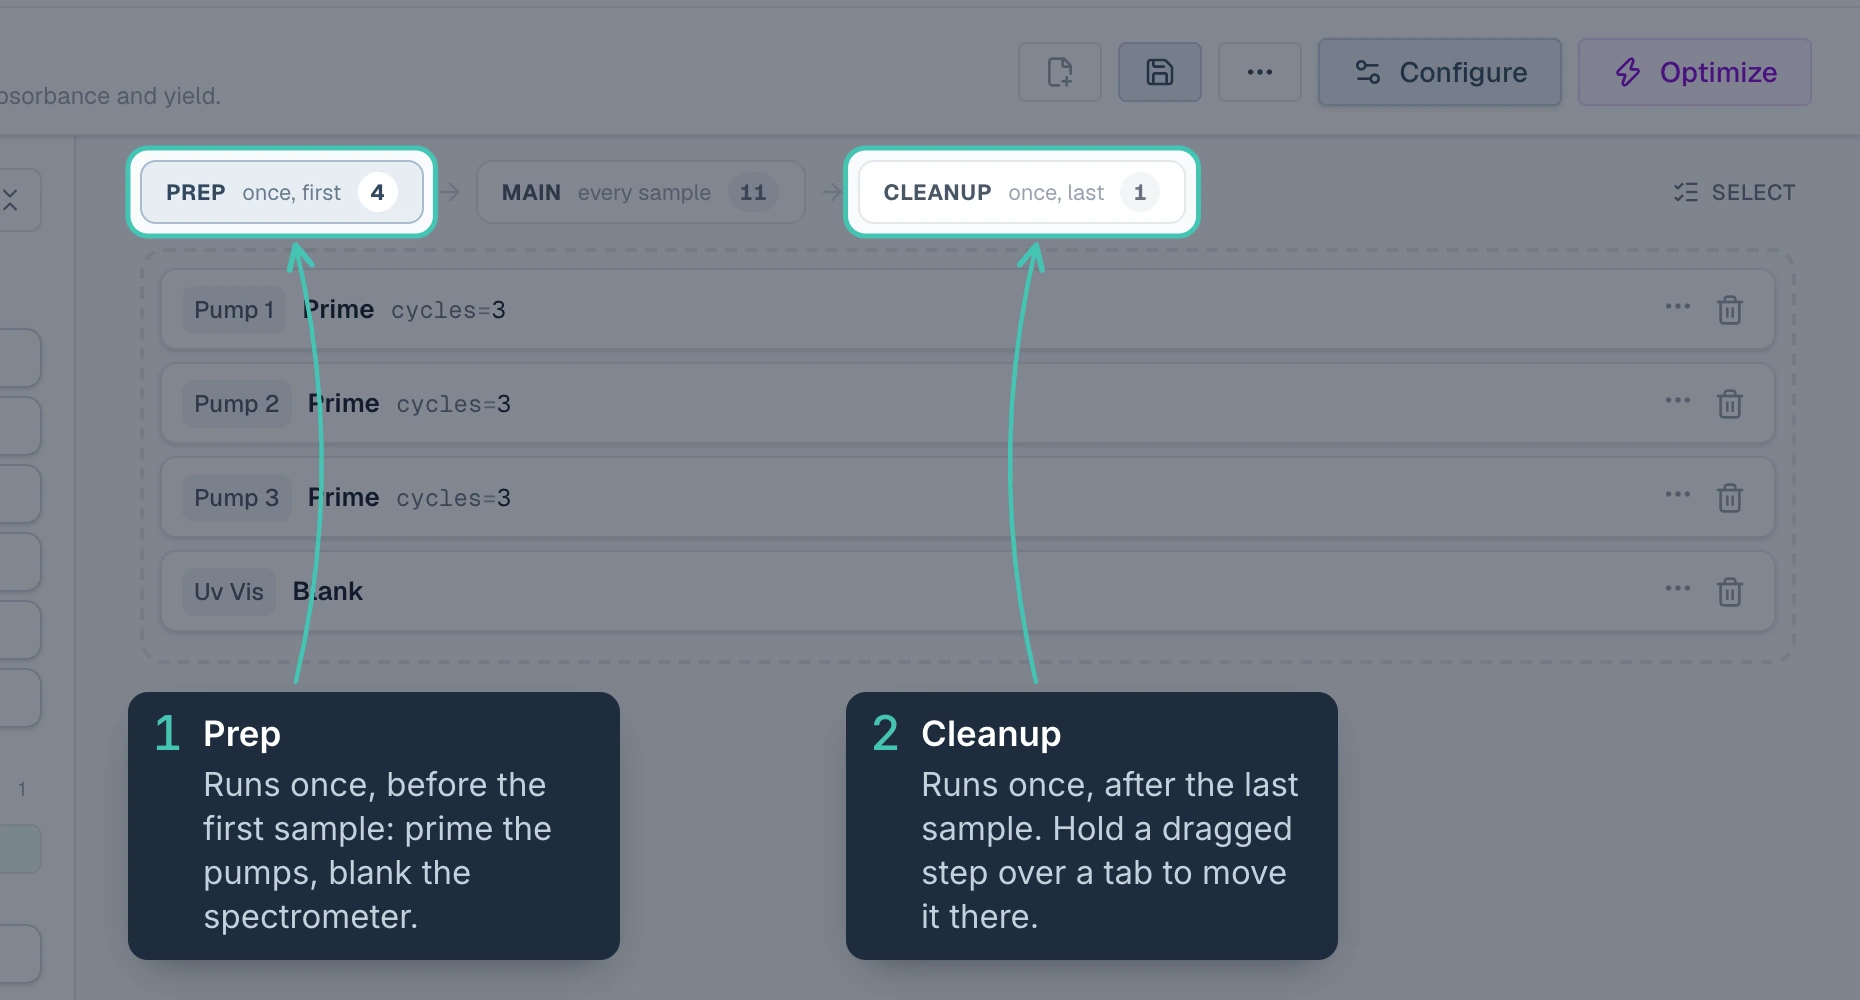 bsorbance and yield.
Configure
Optimize
PREP once, first 4
MAIN every sample 11
CLEANUP once, last 1
SELECT
Pump 1 Prime cycles=3
Pump 2 Prime cycles=3
Pump 3 Prime cycles=3
Uv Vis Blank
1 Prep
Runs once, before the
first sample: prime the
pumps, blank the
spectrometer.
2 Cleanup
Runs once, after the last
sample. Hold a dragged
step over a tab to move
it there.
1